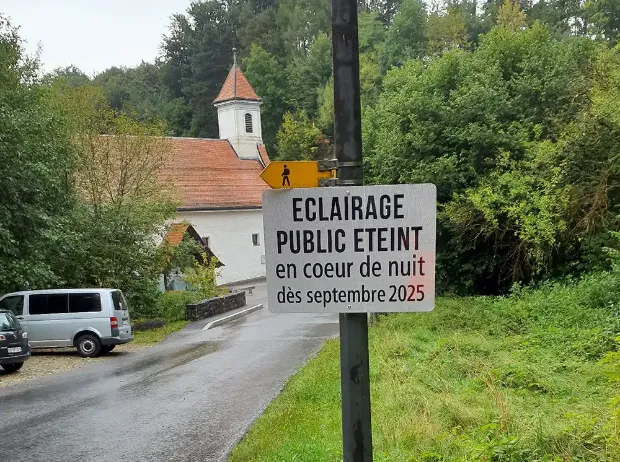 ECLAIRAGE
PUBLIC ETEINT
en coeur de nuit
dès septembre 2025